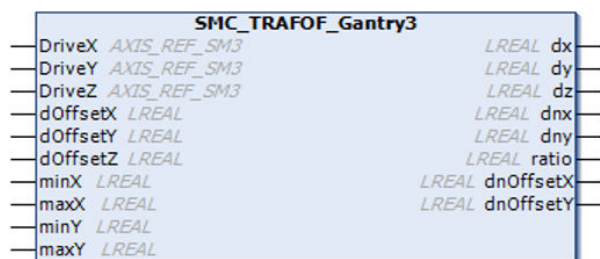 SMC_TRAFOF_Gantry3
DriveX AXIS_REF_SM3 LREAL dx
DriveY AXIS_REF_SM3 LREAL dy
DriveZ AXIS_REF_SM3 LREAL dz
dOffsetX LREAL LREAL dnx
dOffsetY LREAL LREAL dny
dOffsetZ LREAL LREAL ratio
minX LREAL LREAL dnOffsetX
maxX LREAL LREAL dnOffsetY
minY LREAL
maxY LREAL